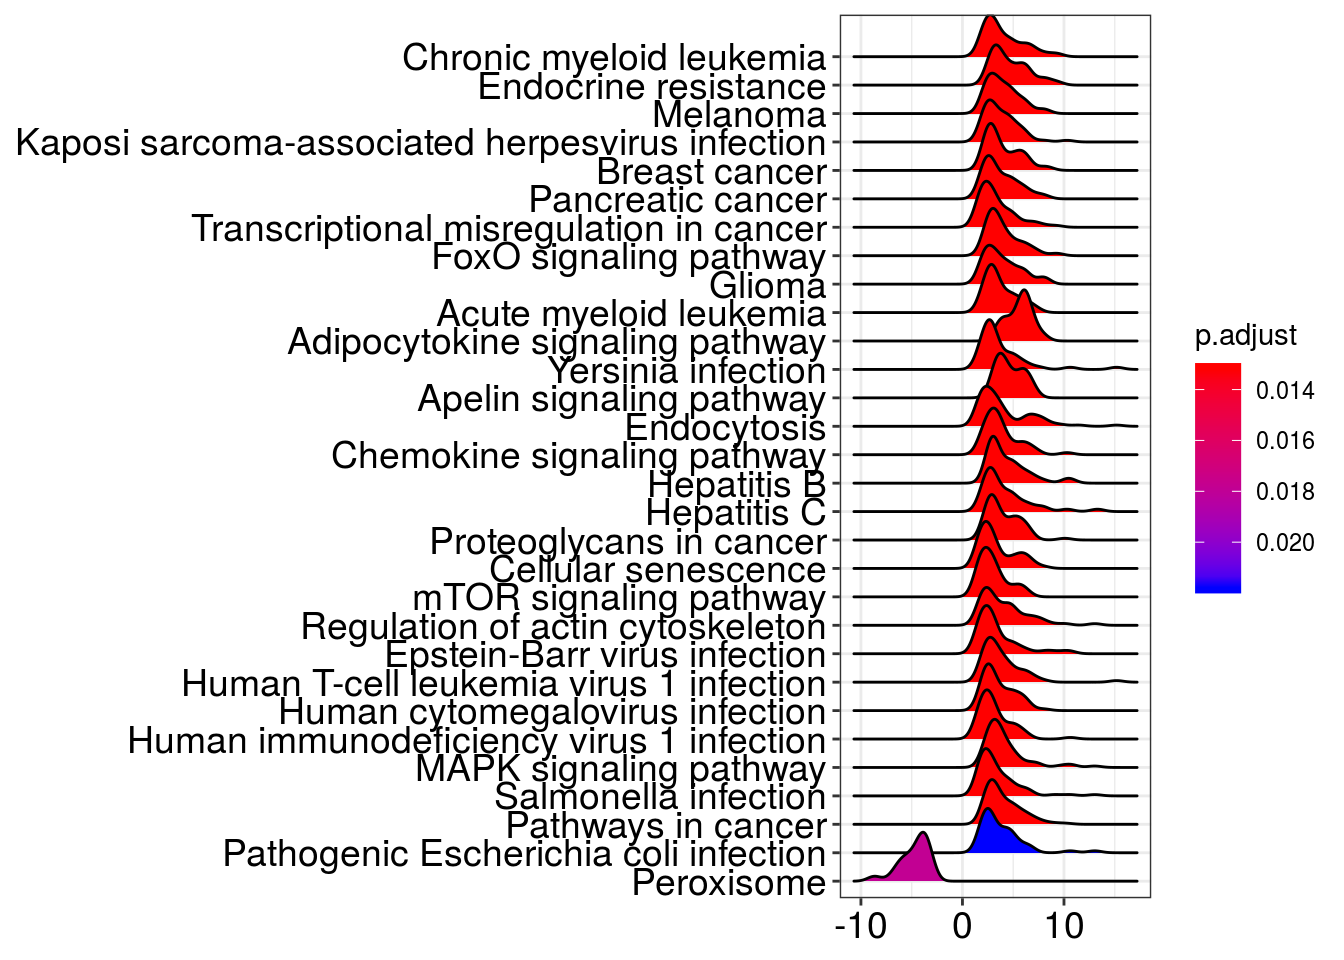 Chronic myeloid leukemia
Endocrine resistance
Melanoma
Kaposi sarcoma-associated herpesvirus infection
Breast cancer
Pancreatic cancer
Transcriptional misregulation in cancer
FoxO signaling pathway
Glioma
Acute myeloid leukemia
Adipocytokine signaling pathway
Yersinia infection
Apelin signaling pathway
Endocytosis
Chemokine signaling pathway
Hepatitis B
Hepatitis C
Proteoglycans in cancer
Cellular senescence
mTOR signaling pathway
Regulation of actin cytoskeleton
Epstein-Barr virus infection
Human T-cell leukemia virus 1 infection
Human cytomegalovirus infection
Human immunodeficiency virus 1 infection
MAPK signaling pathway
Salmonella infection
Pathways in cancer
Pathogenic Escherichia coli infection
Peroxisome
-10 0 10
p.adjust
0.014
0.016
0.018
0.020